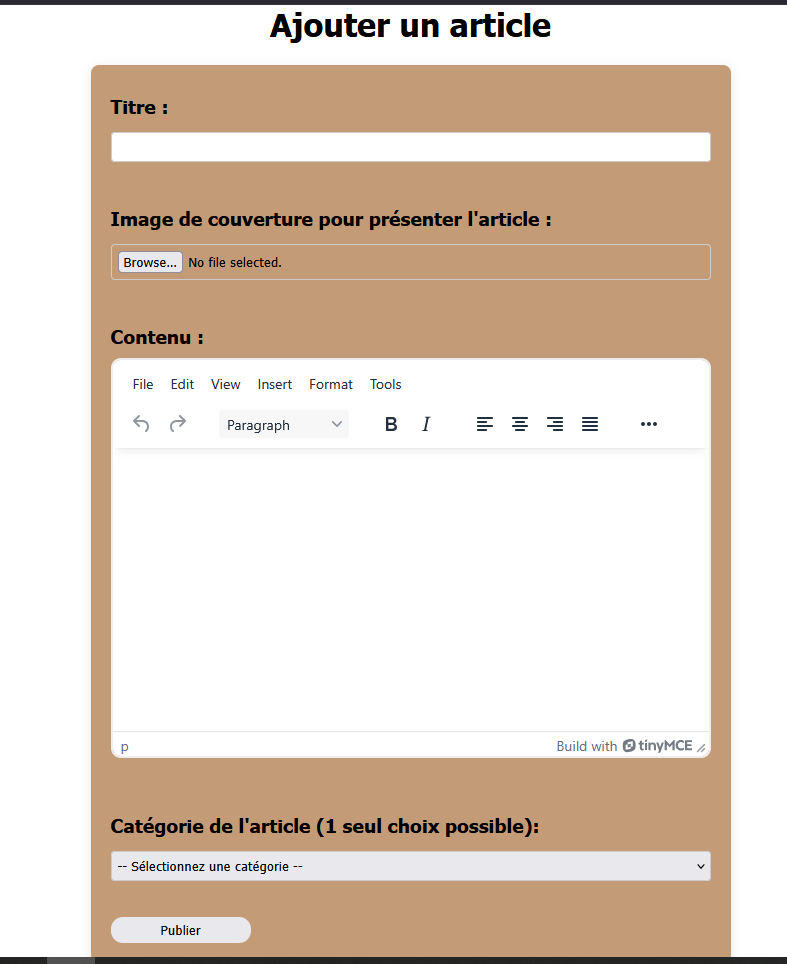 Ajouter un article
Titre :
Image de couverture pour présenter l'article :
Browse... No file selected.
Contenu :
File Edit View Insert Format Tools
Paragraph B I
p Build with tinyMCE
Catégorie de l'article (1 seul choix possible):
-- Sélectionnez une catégorie --
Publier